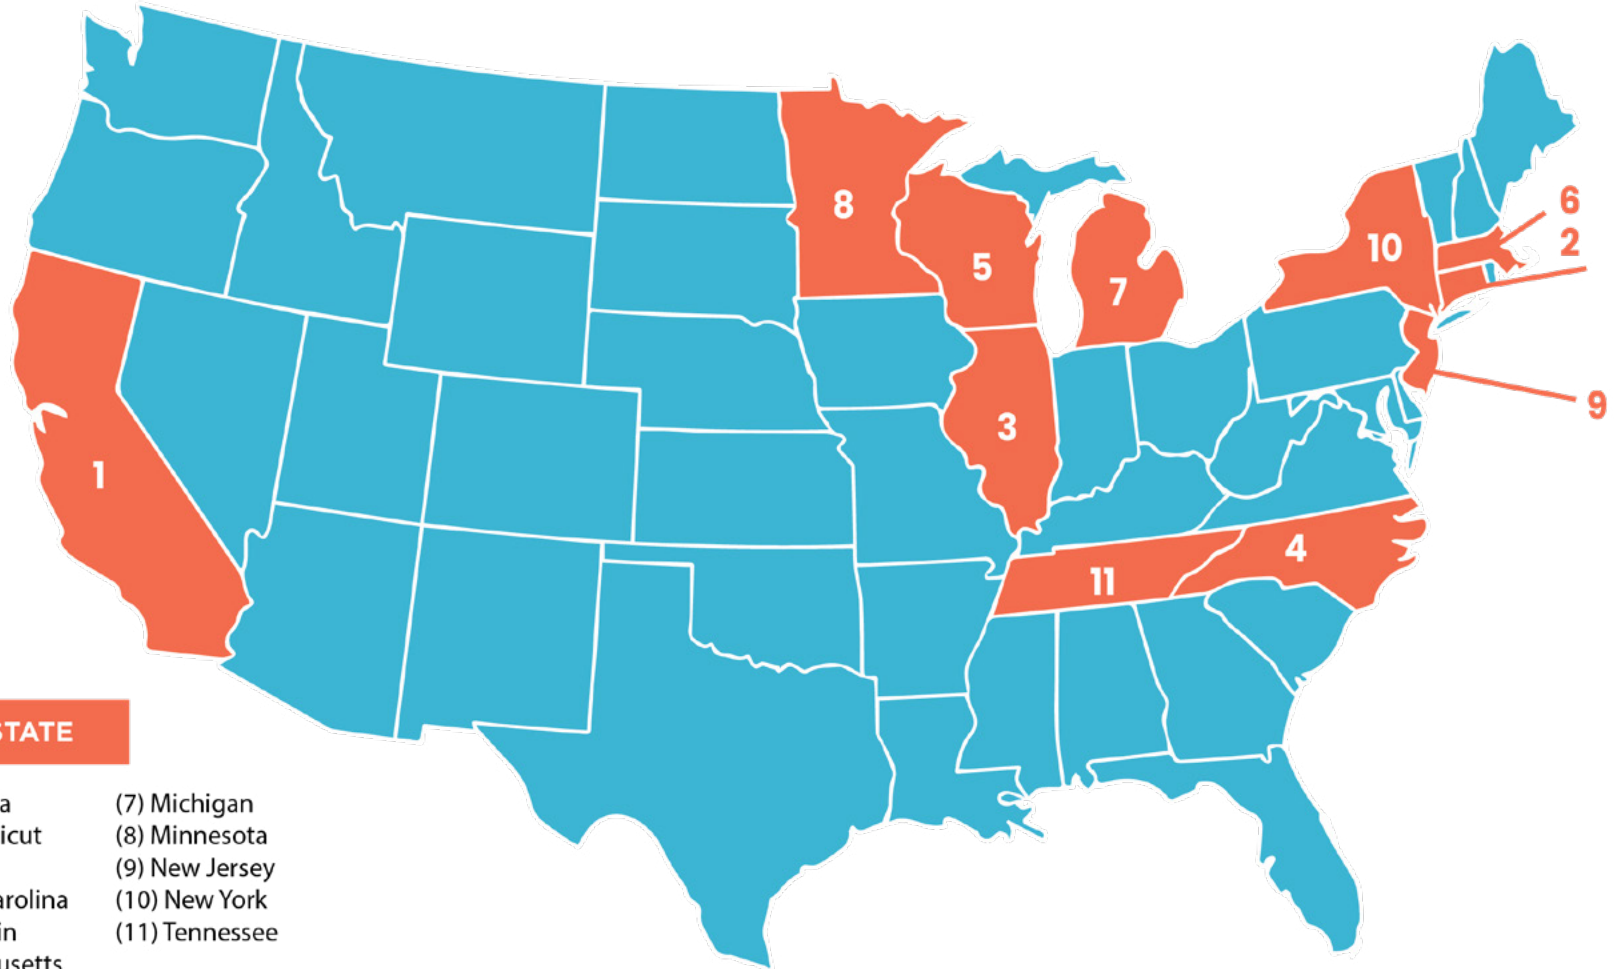 8
6
2
10
5
7
9
3
1
4
11
STATE
a
icut
arolina
in
usetts
(7) Michigan
(8) Minnesota
(9) New Jersey
(10) New York
(11) Tennessee